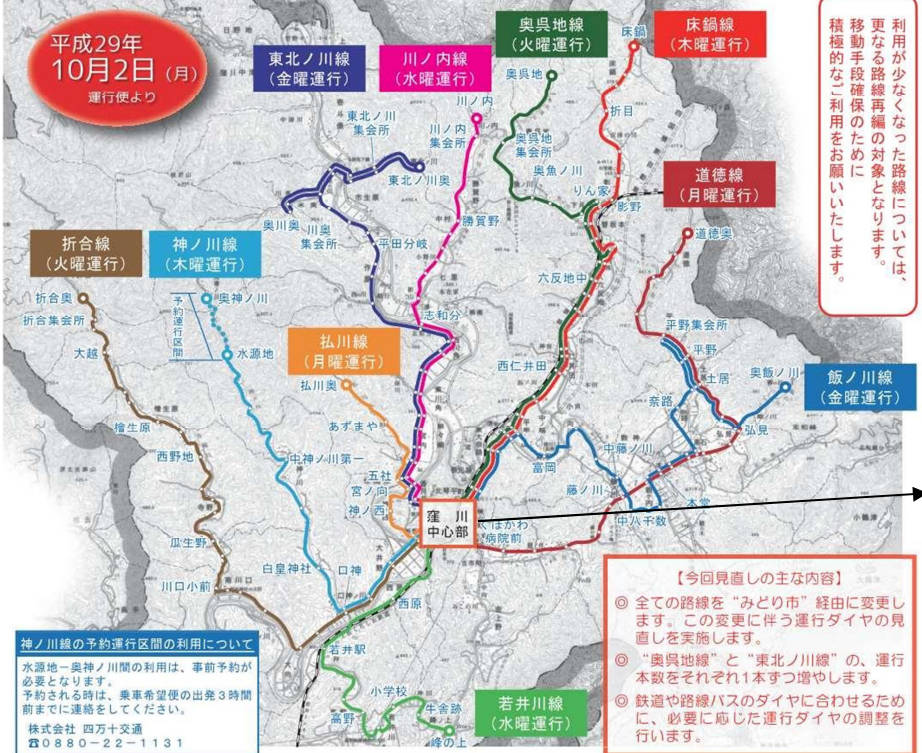 平成29年
10月2日（月）
運行便より
東北ノ川線
（金曜運行）
川ノ内線
（水曜運行）
奥呉地線
（火曜運行）
床鍋線
（木曜運行）
利用が少なくなった路線については、
更なる路線再編の対象となります。
移動手段確保のために
積極的なご利用をお願いいたします。
床鍋
奥呉地
川ノ内
折目
東北ノ川
集会所
川ノ内
集会所
奥呉地
集会所
東北ノ川奥
奥魚ノ川
りん家
影野
道徳線
（月曜運行）
奥川奥
川奥
集会所
勝賀野
平田分岐
道徳奥
折合線
（火曜運行）
神ノ川線
（木曜運行）
六反地中
折合奥
折合集会所
奥神ノ川
予約運行区間
志和分
平野集会所
大越
水源地
払川線
（月曜運行）
平野
西仁井田
土居
奥飯ノ川
飯ノ川線
（金曜運行）
払川奥
奈路
あずまや
弘見
檜生原
西野地
中神ノ川第一
五社
宮ノ向
神ノ西
富岡
中藤ノ川
藤ノ川
本堂
窪川
中心部
くぼかわ
病院前
中八千数
瓜生野
川口小前
白皇神社
口神
西原
若井駅
小学校
牛舎跡
高野
峰の上
若井川線
（水曜運行）
神ノ川線の予約運行区間の利用について
水源地－奥神ノ川間の利用は、事前予約が
必要となります。
予約される時は、乗車希望便の出発３時間
前までに連絡をしてください。
株式会社 四万十交通
☎０８８０－２２－１１３１
【今回見直しの主な内容】
◎ 全ての路線を“みどり市”経由に変更し
ます。この変更に伴う運行ダイヤの見
直しを実施します。
◎ “奥呉地線”と“東北ノ川線”の、運行
本数をそれぞれ1本ずつ増やします。
◎ 鉄道や路線バスのダイヤに合わせるため
に、必要に応じた運行ダイヤの調整を
行います。